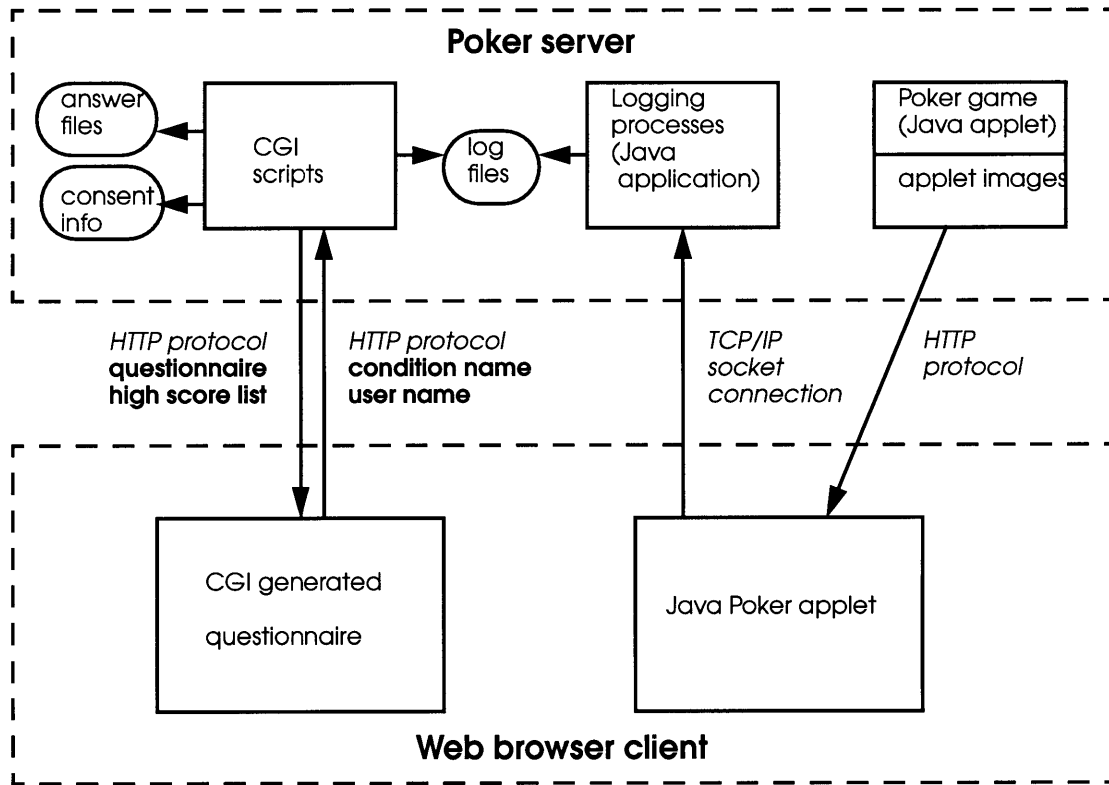 Poker server
answer
files
consent
info
CGI
scripts
log
files
Logging
processes
(Java
application)
Poker game
(Java applet)
applet images
HTTP protocol
questionnaire
high score list
HTTP protocol
condition name
user name
TCP/IP
socket
connection
HTTP
protocol
CGI generated
questionnaire
Java Poker applet
Web browser client